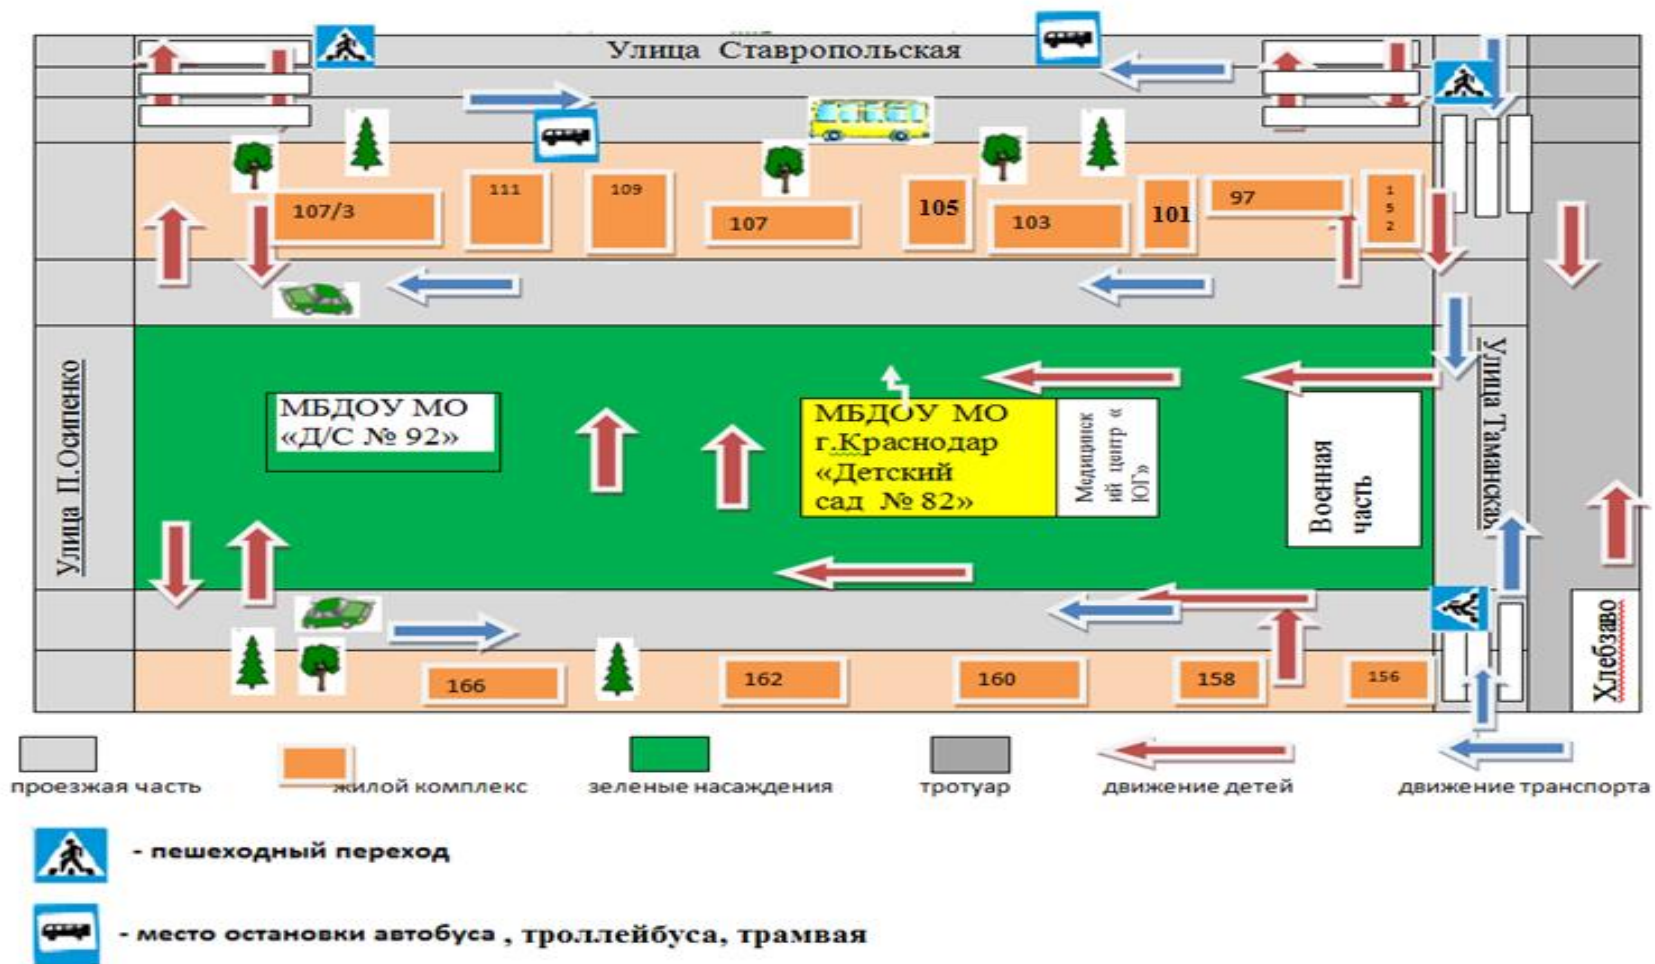 Улица Ставропольская
107/3
111
109
107
105
103
101
97
1
5
2
Улица П.Осипенко
МБДОУ МО
«Д/С № 92»
МБДОУ МО
г.Краснодар
«Детский
сад № 82»
Медицинск
ий центр «
ЮГ»
Военная
часть
Улица Таманская
Хлебзаво
166
162
160
158
156
проезжая часть
жилой комплекс
зеленые насаждения
тротуар
движение детей
движение транспорта
- пешеходный переход
- место остановки автобуса , троллейбуса, трамвая